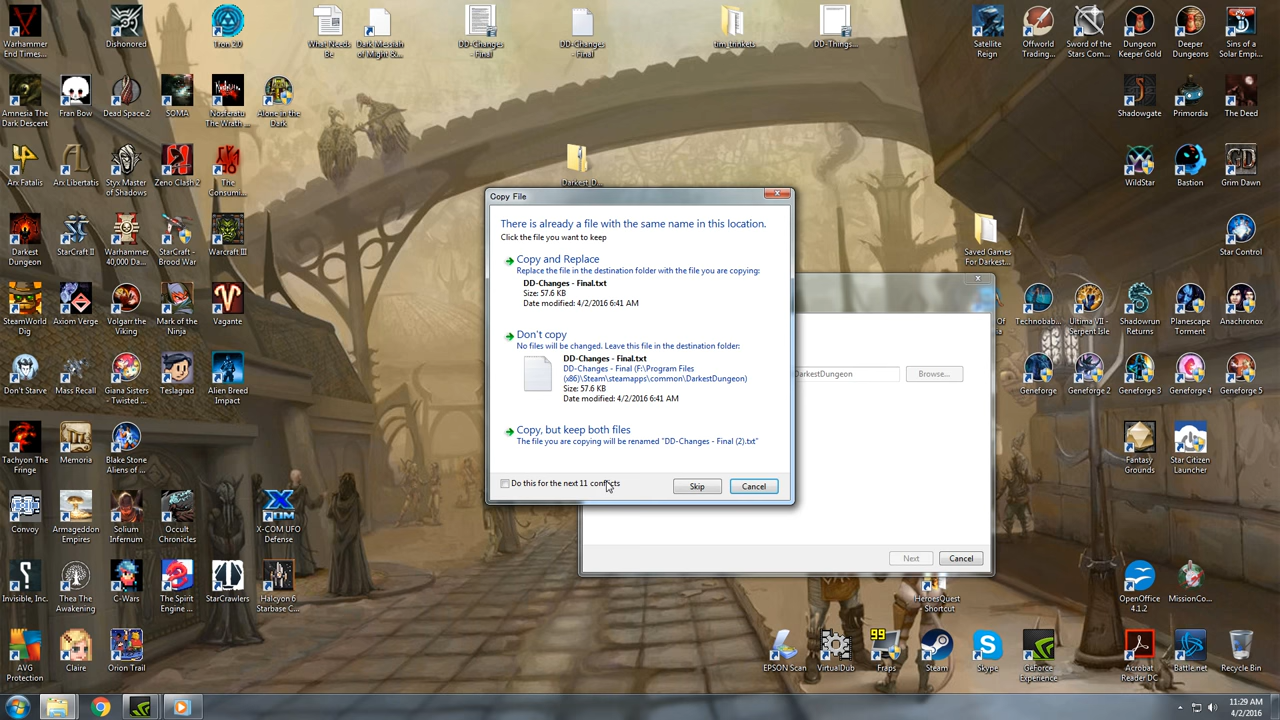 Warhammer
End Times...
Dishonored
Tron 2.0
What Needs
Be
Dark Messiah
of Might &...
DD-Changes
- Final
DD-Changes
- Final
tim_thinkets
DD-Things...
Satellite
Reign
Offworld
Trading...
Sword of the
Stars Com...
Dungeon
Keeper Gold
Deeper
Dungeons
Sins of a
Solar Empi...
Amnesia The
Dark Descent
Fran Bow
Dead Space 2
SOMA
Nosferatu
The Wrath ...
Alone in the
Dark
Shadowgate
Primordia
The Deed
Arx Fatalis
Arx Libertatis
Styx Master
of Shadows
Zeno Clash 2
The
Consumi...
Darkest_D...
WildStar
Bastion
Grim Dawn
Darkest
Dungeon
StarCraft II
Warhammer
40,000 Da...
StarCraft -
Brood War
Warcraft III
Saved Games
For Darkest...
Star Control
SteamWorld
Dig
Axiom Verge
Volgarr the
Viking
Mark of the
Ninja
Vagante
Technobab...
Ultima VII -
Serpent Isle
Shadowrun
Returns
Planescape
Torment
Anachronox
Don't Starve
Mass Recall
Giana Sisters
- Twisted ...
Teslagrad
Alien Breed
Impact
Geneforge
Geneforge 2
Geneforge 3
Geneforge 4
Geneforge 5
Tachyon The
Fringe
Memoria
Blake Stone
Aliens of ...
Fantasy
Grounds
Star Citizen
Launcher
Convoy
Armageddon
Empires
Solium
Infernum
Occult
Chronicles
X-COM UFO
Defense
Invisible, Inc.
Thea The
Awakening
C-Wars
The Spirit
Engine ...
StarCrawlers
Halcyon 6
Starbase C...
HeroesQuest
- Shortcut
OpenOffice
4.1.2
MissionCo...
AVG
Protection
Claire
Orion Trail
EPSON Scan
VirtualDub
99
Fraps
Steam
Skype
GeForce
Experience
Acrobat
Reader DC
Battle.net
Recycle Bin
Copy File
There is already a file with the same name in this location.
Click the file you want to keep
Copy and Replace
Replace the file in the destination folder with the file you are copying:
DD-Changes - Final.txt
Size: 57.6 KB
Date modified: 4/2/2016 6:41 AM
Don't copy
No files will be changed. Leave this file in the destination folder:
DD-Changes - Final.txt
DD-Changes - Final (F:\Program Files
(x86)\Steam\steamapps\common\DarkestDungeon)
Size: 57.6 KB
Date modified: 4/2/2016 6:41 AM
Copy, but keep both files
The file you are copying will be renamed "DD-Changes - Final (2).txt"
Do this for the next 11 conflicts
Skip
Cancel
DarkestDungeon
Browse...
Next
Cancel
11:29 AM
4/2/2016